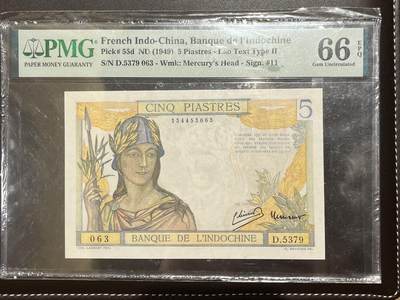 PMG
PAPER MONEY GUARANTY
French Indo-China, Banque de l'Indochine
Pick# 55d ND (1949) 5 Piastres - Lao Text Type II
S/N D.5379 063 - Wmk: Mercury's Head - Sign. #11
66 EPQ
Gem Uncirculated
CINQ PIASTRES
5
134453063
063
BANQUE DE L'INDOCHINE
D.5379